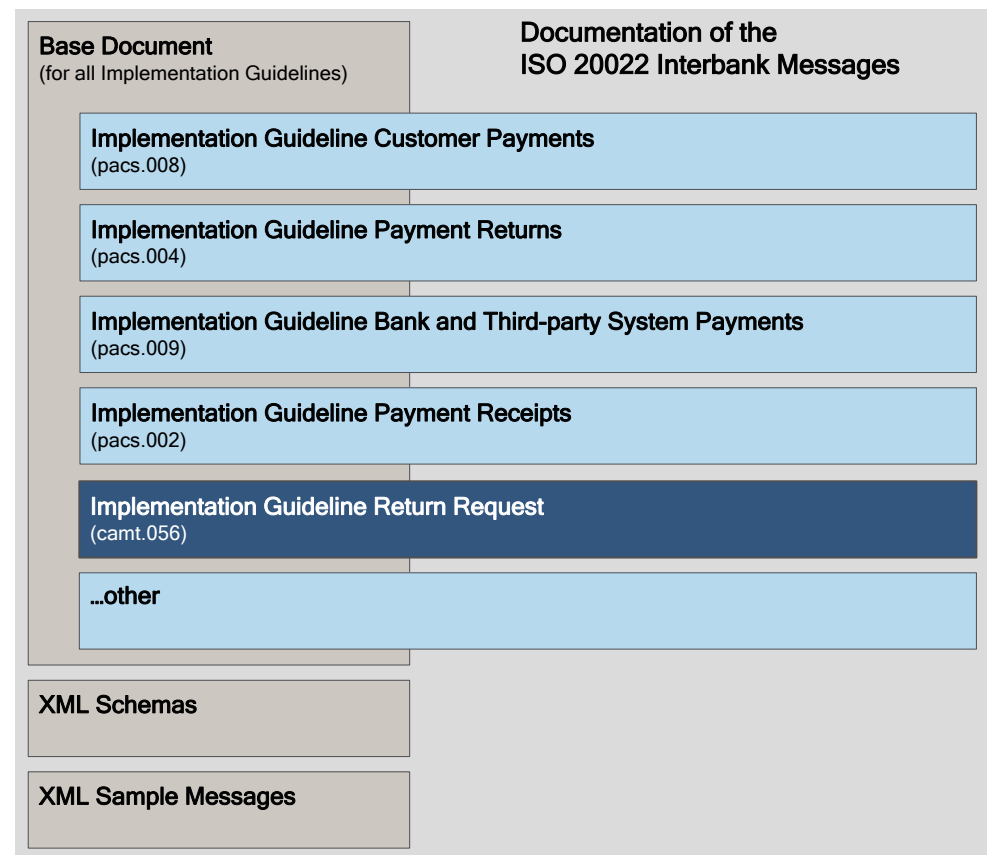 Base Document
(for all Implementation Guidelines)
Documentation of the
ISO 20022 Interbank Messages
Implementation Guideline Customer Payments
(pacs.008)
Implementation Guideline Payment Returns
(pacs.004)
Implementation Guideline Bank and Third-party System Payments
(pacs.009)
Implementation Guideline Payment Receipts
(pacs.002)
Implementation Guideline Return Request
(camt.056)
…other
XML Schemas
XML Sample Messages